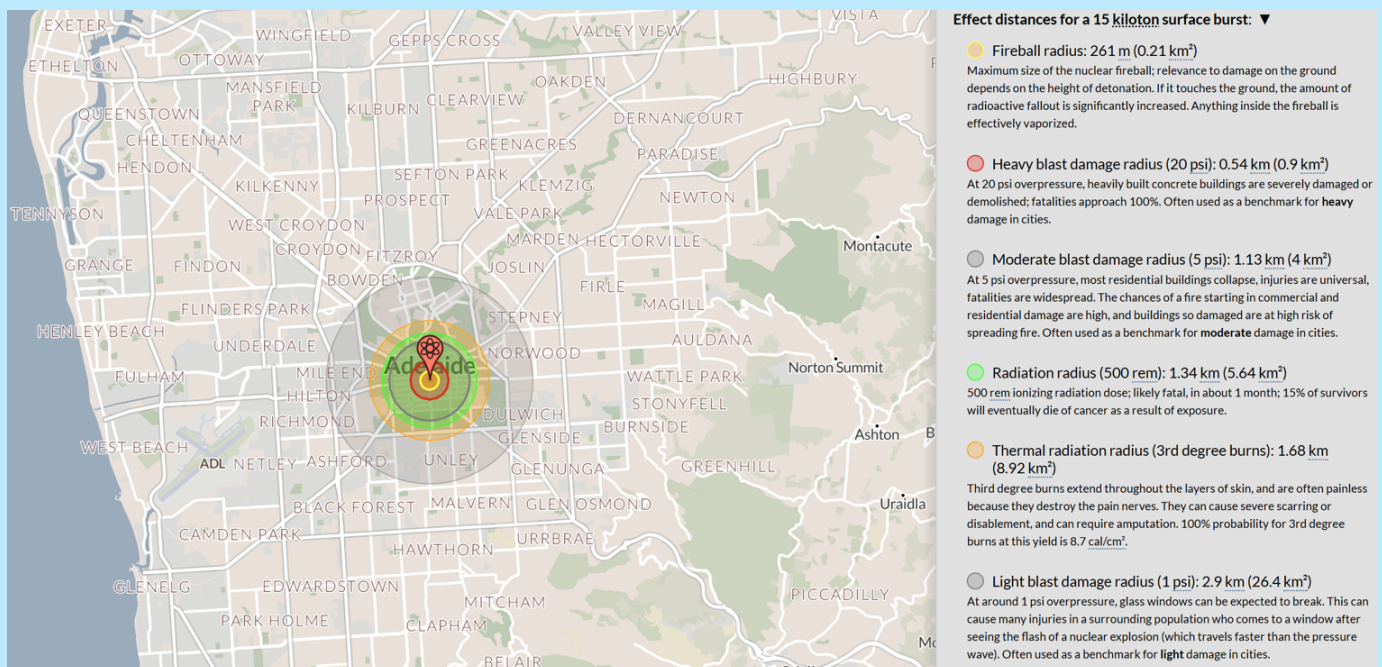 EXETER
WINGFIELD
VISTA
GEPPS CROSS
VALLEY VIEW
ETHELTON
OTTOWAY
OAKDEN
HIGHBURY
MANSFIELD
PARK
KILBURN
CLEARVIEW
QUEENSTOWN
DERNANCOURT
CHELTENHAM
GREENACRES
PARADISE
HENDON
SEFTON PARK
KILKENNY
KLEMZIG
PROSPECT
NEWTON
TENNYSON
VALE PARK
WEST CROYDON
MARDEN
HECTORVILLE
CROYDON
FITZROY
Montacute
GRANGE
FINDON
JOSLIN
BOWDEN
FIRLE
FLINDERS PARK
MAGILL
STEPNEY
HENLEY BEACH
UNDERDALE
AULDANA
NORWOOD
Adelaide
Norton Summit
FULHAM
MILE END
WATTLE PARK
HILTON
STONYFELL
RICHMOND
DULWICH
BURNSIDE
WEST BEACH
GLENSIDE
Ashton
B
ADL
NETLEY
ASHFORD
UNLEY
GLENUNGA
GREENHILL
BLACK FOREST
MALVERN
GLEN OSMOND
Uraidla
CAMDEN PARK
URRBRAE
HAWTHORN
GLENELG
EDWARDSTOWN
MITCHAM
PICCADILLY
PARK HOLME
CLAPHAM
BELAIR
Effect distances for a 15 kiloton surface burst: ▼
Fireball radius: 261 m (0.21 km²)
Maximum size of the nuclear fireball; relevance to damage on the ground
depends on the height of detonation. If it touches the ground, the amount of
radioactive fallout is significantly increased. Anything inside the fireball is
effectively vaporized.
Heavy blast damage radius (20 psi): 0.54 km (0.9 km²)
At 20 psi overpressure, heavily built concrete buildings are severely damaged or
demolished; fatalities approach 100%. Often used as a benchmark for heavy
damage in cities.
Moderate blast damage radius (5 psi): 1.13 km (4 km²)
At 5 psi overpressure, most residential buildings collapse, injuries are universal,
fatalities are widespread. The chances of a fire starting in commercial and
residential damage are high, and buildings so damaged are at high risk of
spreading fire. Often used as a benchmark for moderate damage in cities.
Radiation radius (500 rem): 1.34 km (5.64 km²)
500 rem ionizing radiation dose; likely fatal, in about 1 month; 15% of survivors
will eventually die of cancer as a result of exposure.
Thermal radiation radius (3rd degree burns): 1.68 km
(8.92 km²)
Third degree burns extend throughout the layers of skin, and are often painless
because they destroy the pain nerves. They can cause severe scarring or
disablement, and can require amputation. 100% probability for 3rd degree
burns at this yield is 8.7 cal/cm².
Light blast damage radius (1 psi): 2.9 km (26.4 km²)
At around 1 psi overpressure, glass windows can be expected to break. This can
cause many injuries in a surrounding population who comes to a window after
seeing the flash of a nuclear explosion (which travels faster than the pressure
wave). Often used as a benchmark for light damage in cities.